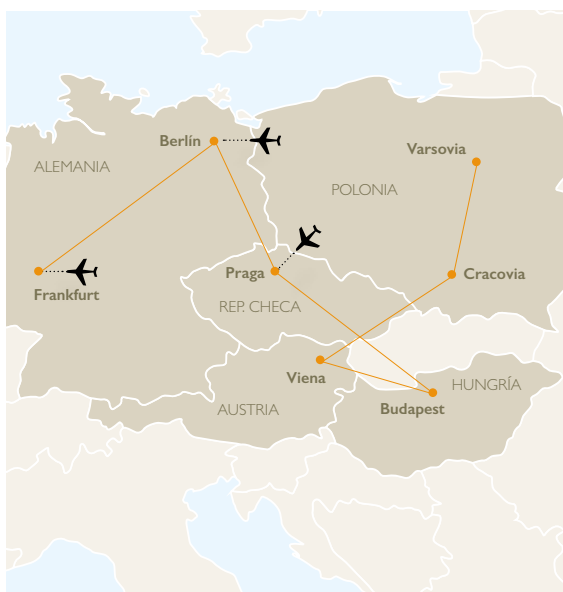 Berlín
Varsovia
ALEMANIA
POLONIA
Praga
Cracovia
Frankfurt
REP. CHECA
Viena
HUNGRÍA
AUSTRIA
Budapest